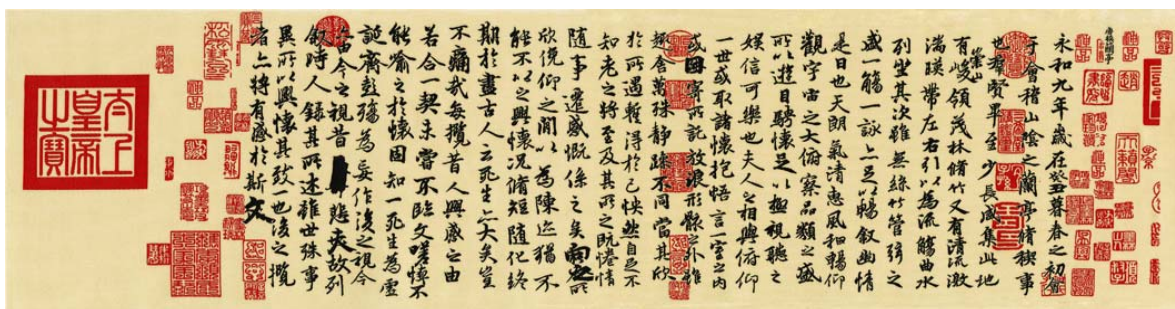 永和九年歲在癸丑暮春之初會
于會稽山陰之蘭亭脩稧事
也羣賢畢至少長咸集此地
有崇山峻領茂林脩竹又有清流激
湍暎帶左右引以為流觴曲水
列坐其次雖無絲竹管弦之
盛一觴一詠亦足以暢叙幽情
是日也天朗氣清惠風和暢仰
觀宇宙之大俯察品類之盛
所以遊目騁懷足以極視聽之
娛信可樂也夫人之相與俯仰
一世或取諸懷抱悟言一室之內
或因寄所託放浪形骸之外雖
趣舍萬殊靜躁不同當其欣
於所遇蹔得於己怏然自足不
知老之將至及其所之既惓情
隨事遷感慨係之矣向之所
欣俛仰之閒以為陳迹猶不
能不以之興懷況脩短隨化終
期於盡古人云死生亦大矣豈
不痛哉每攬昔人興感之由
若合一契未嘗不臨文嗟悼不
能喻之於懷固知一死生為虛
誕齊彭殤為妄作後之視今
亦由今之視昔悲夫故列
叙時人錄其所述雖世殊事
異所以興懷其致一也後之攬
者亦將有感於斯文
太上
皇帝
之寶